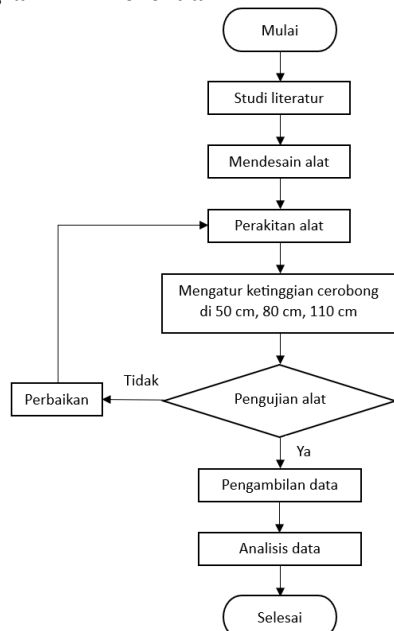 Mulai
Studi literatur
Mendesain alat
Perakitan alat
Mengatur ketinggian cerobong
di 50 cm, 80 cm, 110 cm
Tidak
Perbaikan
Pengujian alat
Ya
Pengambilan data
Analisis data
Selesai